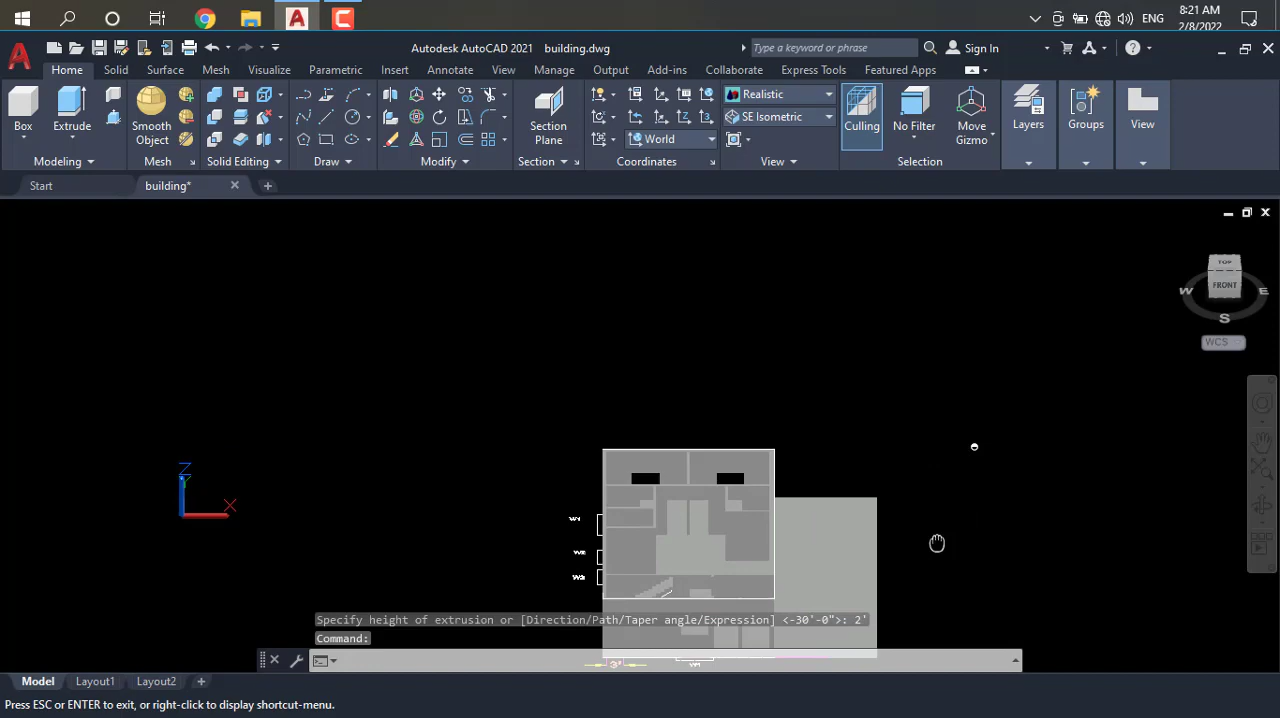 8:21 AM
ENG
2/8/2022
Autodesk AutoCAD 2021 building.dwg
Type a keyword or phrase
Sign In
Home Solid Surface Mesh Visualize Parametric Insert Annotate View Manage Output Add-ins Collaborate Express Tools Featured Apps
Realistic
SE Isometric
World
Box Extrude
Smooth Object
Section Plane
Culling No Filter
Move Gizmo
Layers Groups View
Modeling Mesh Solid Editing Draw Modify Section Coordinates View Selection
Start building*
TOP
FRONT
W E
S
WCS
Z
Y
X
Specify height of extrusion or [Direction/Path/Taper angle/Expression] <-30'-0">: 2'
Command:
3'
Model Layout1 Layout2
Press ESC or ENTER to exit, or right-click to display shortcut-menu.